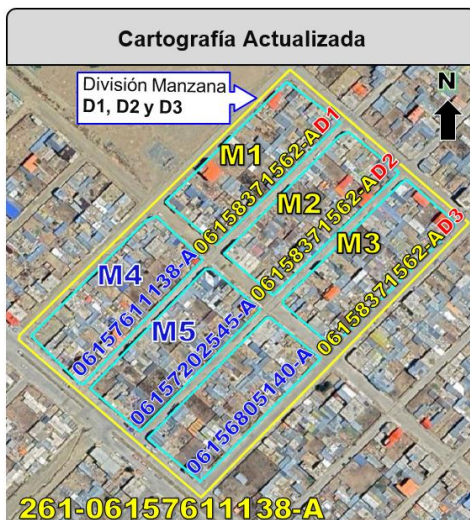 Cartografía Actualizada
División Manzana
D1, D2 y D3
N
M1
06158371562-AD1
M2
06158371562-AD2
M3
06158371562-AD3
M4
06157611138-A
M5
06157202545-A
06156805140-A
261-06157611138-A